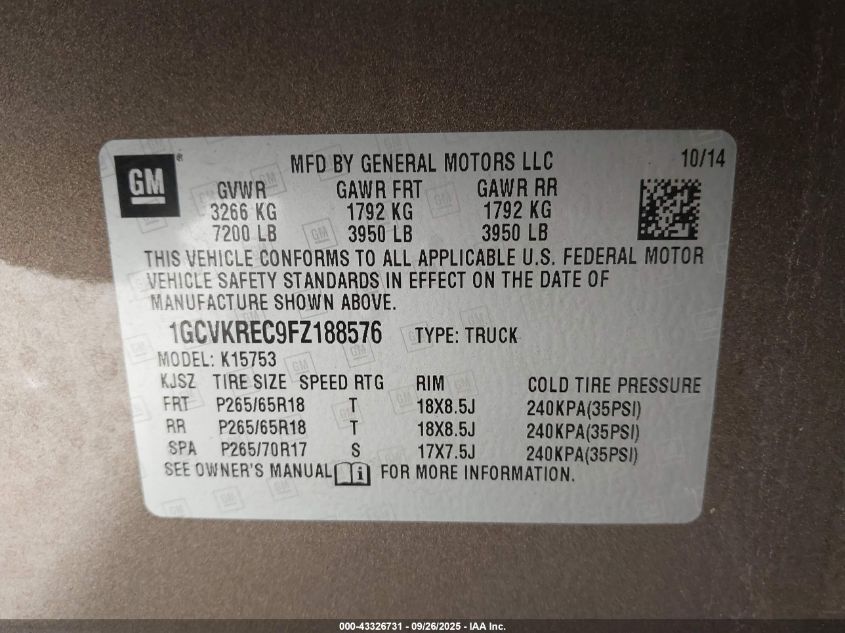 GM ® MFD BY GENERAL MOTORS LLC 10/14
GVWR GAWR FRT GAWR RR
3266 KG 1792 KG 1792 KG
7200 LB 3950 LB 3950 LB
THIS VEHICLE CONFORMS TO ALL APPLICABLE U.S. FEDERAL MOTOR
VEHICLE SAFETY STANDARDS IN EFFECT ON THE DATE OF
MANUFACTURE SHOWN ABOVE.
1GCVKREC9FZ188576 TYPE: TRUCK
MODEL: K15753
KJSZ TIRE SIZE SPEED RTG RIM COLD TIRE PRESSURE
FRT P265/65R18 T 18X8.5J 240KPA(35PSI)
RR P265/65R18 T 18X8.5J 240KPA(35PSI)
SPA P265/70R17 S 17X7.5J 240KPA(35PSI)
SEE OWNER'S MANUAL i FOR MORE INFORMATION.
000-43326731 - 09/26/2025 - IAA Inc.